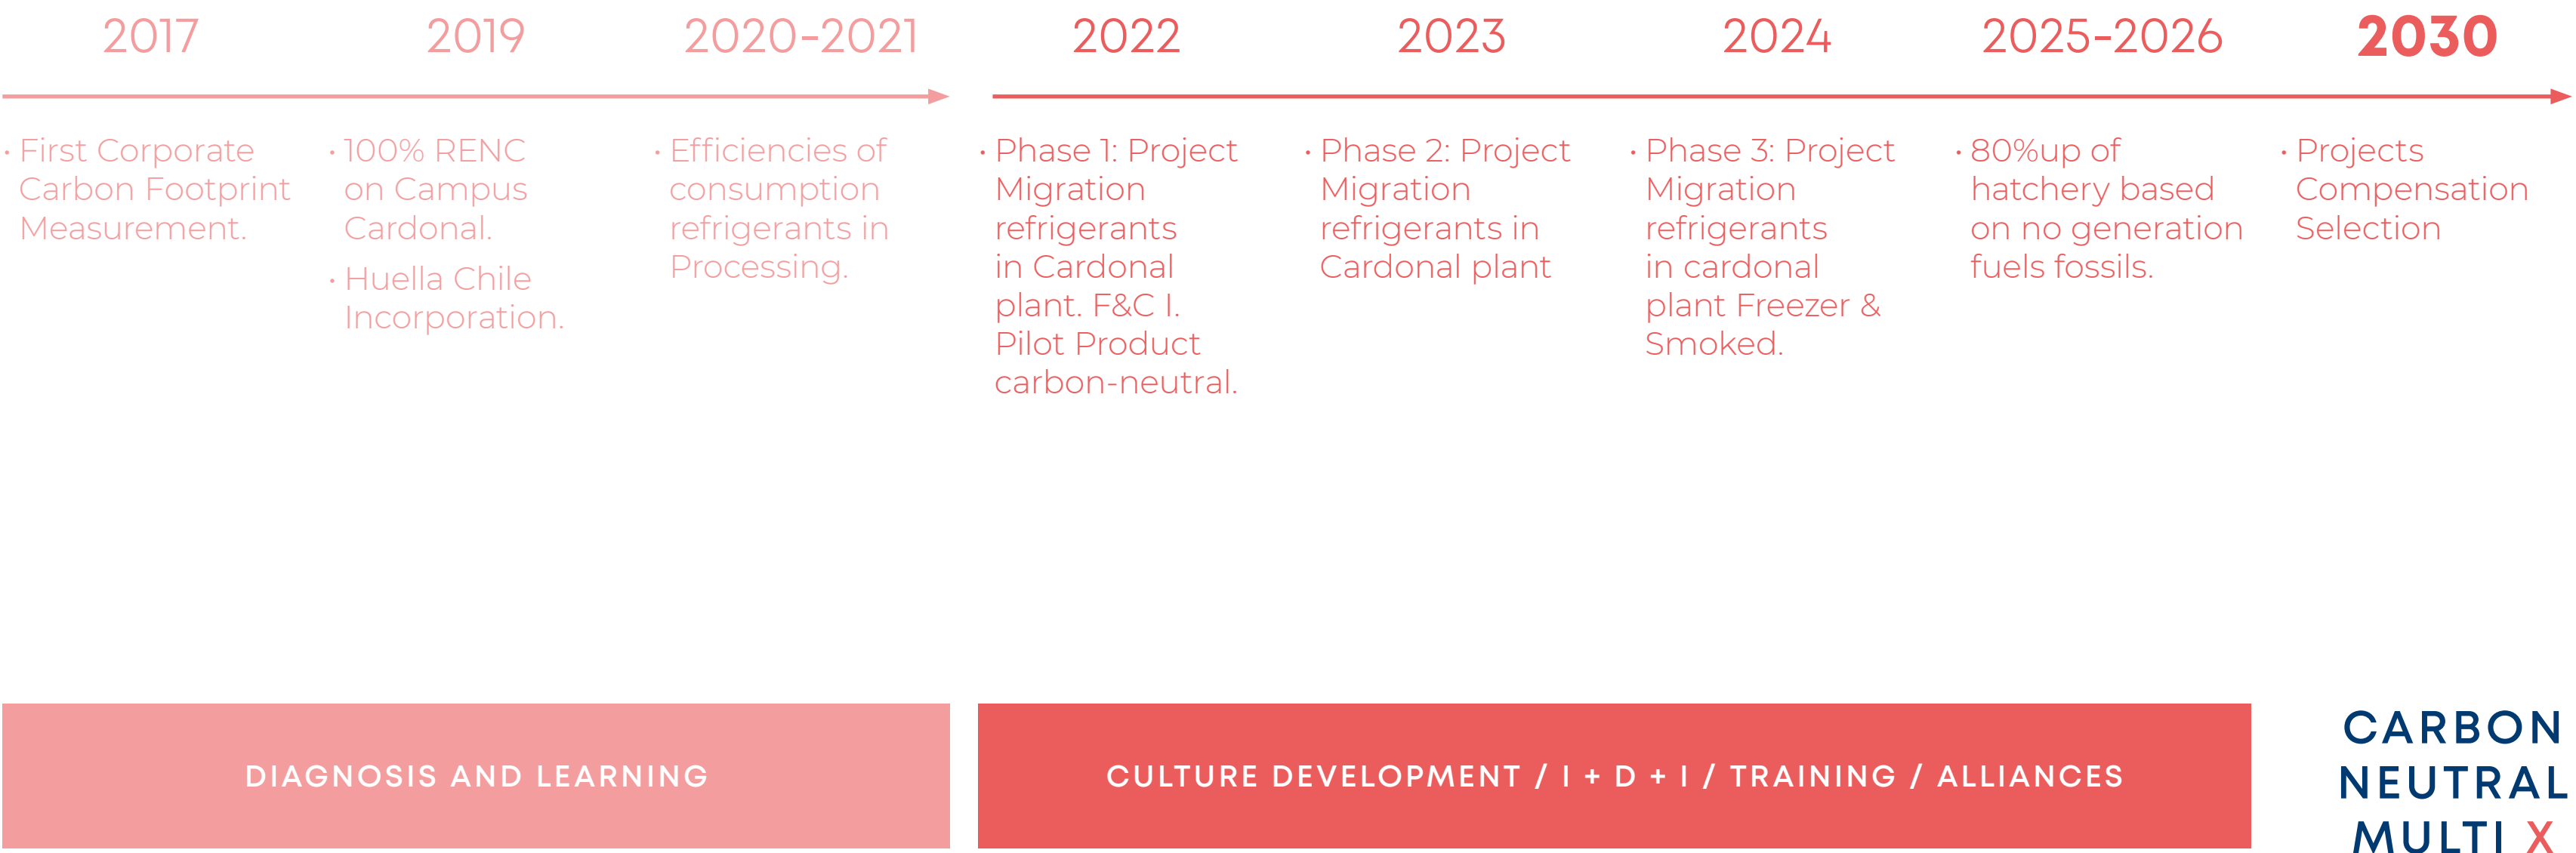 2017
2019
2020-2021
2022
2023
2024
2025-2026
2030
· First Corporate
Carbon Footprint
Measurement.
· 100% RENC
on Campus
Cardonal.
· Huella Chile
Incorporation.
· Efficiencies of
consumption
refrigerants in
Processing.
· Phase 1: Project
Migration
refrigerants
in Cardonal
plant. F&C I.
Pilot Product
carbon-neutral.
· Phase 2: Project
Migration
refrigerants in
Cardonal plant
· Phase 3: Project
Migration
refrigerants
in cardonal
plant Freezer &
Smoked.
· 80%up of
hatchery based
on no generation
fuels fossils.
· Projects
Compensation
Selection
DIAGNOSIS AND LEARNING
CULTURE DEVELOPMENT / I + D + I / TRAINING / ALLIANCES
CARBON
NEUTRAL
MULTI X